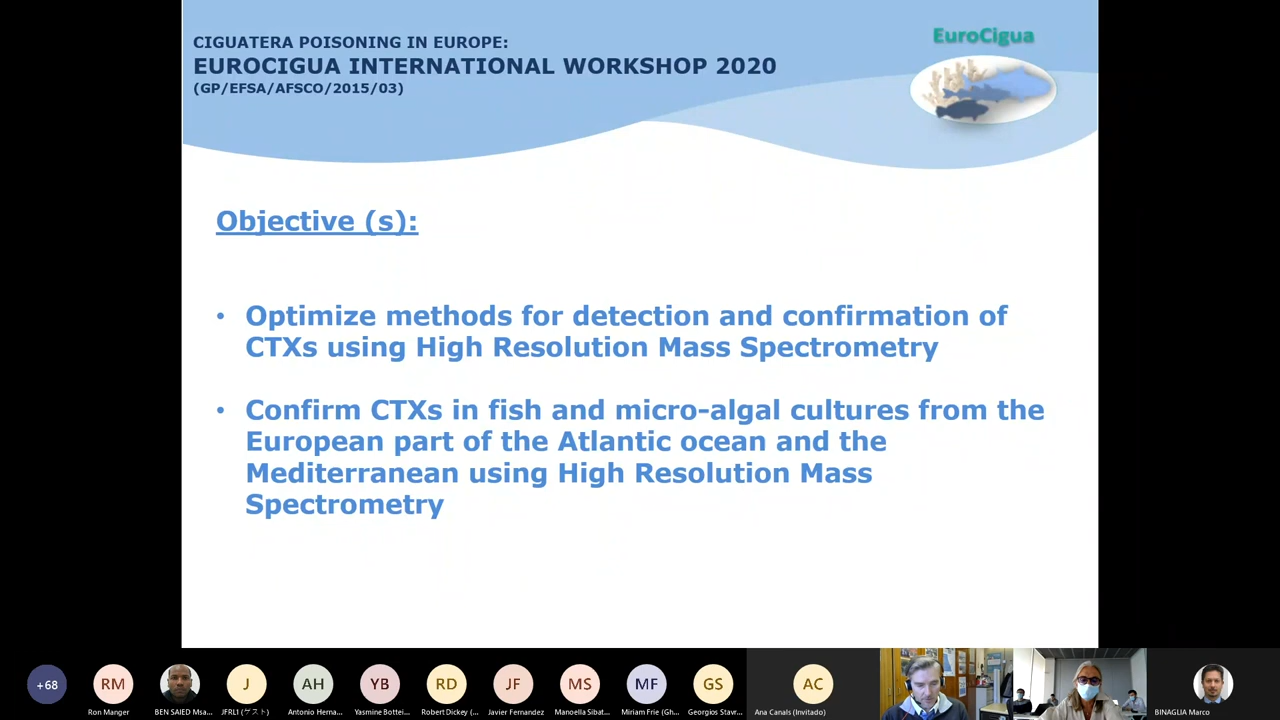 CIGUATERA POISONING IN EUROPE:
EUROCIGUA INTERNATIONAL WORKSHOP 2020
(GP/EFSA/AFSCO/2015/03)
EuroCigua
Objective (s):
• Optimize methods for detection and confirmation of
CTXs using High Resolution Mass Spectrometry
• Confirm CTXs in fish and micro-algal cultures from the
European part of the Atlantic ocean and the
Mediterranean using High Resolution Mass
Spectrometry
+68
RM
J
AH
YB
RD
JF
MS
MF
GS
AC
Ron Manger
BEN SAIED Msa...
JFRL1 (ゲスト)
Antonio Herna...
Yasmine Bottei...
Robert Dickey (...
Javier Fernandez
Manoella Sibat...
Miriam Frie (Gh...
Georgios Stavr...
Ana Canals (Invitado)
BINAGLIA Marco